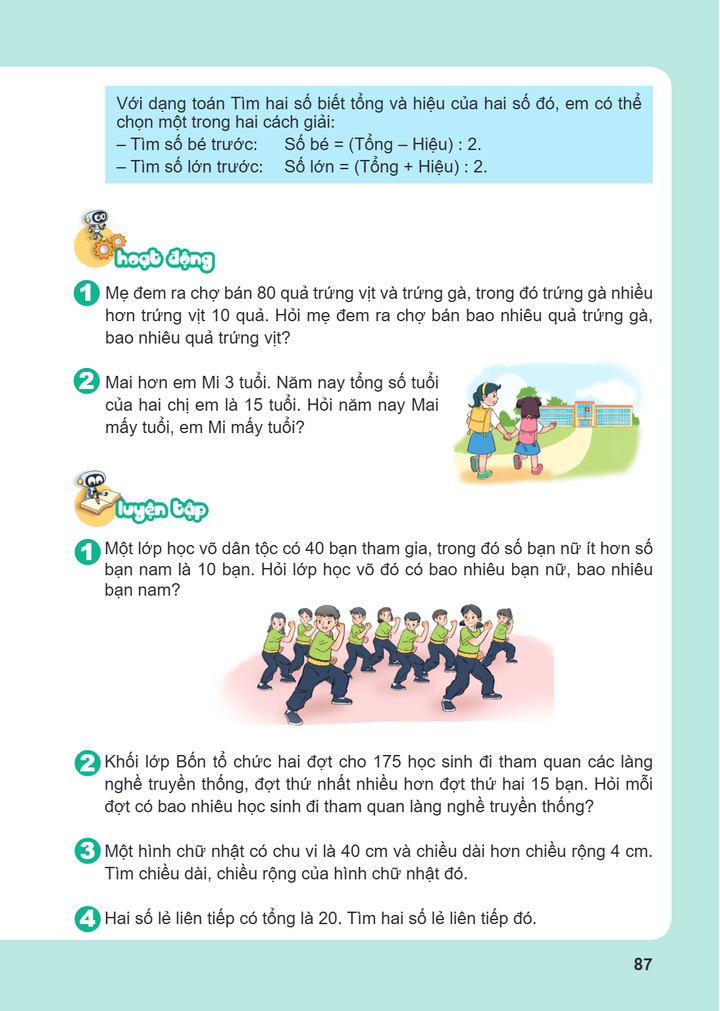 Với dạng toán Tìm hai số biết tổng và hiệu của hai số đó, em có thể
chọn một trong hai cách giải:
– Tìm số bé trước: Số bé = (Tổng – Hiệu) : 2.
– Tìm số lớn trước: Số lớn = (Tổng + Hiệu) : 2.
hoạt động
1 Mẹ đem ra chợ bán 80 quả trứng vịt và trứng gà, trong đó trứng gà nhiều
hơn trứng vịt 10 quả. Hỏi mẹ đem ra chợ bán bao nhiêu quả trứng gà,
bao nhiêu quả trứng vịt?
2 Mai hơn em Mi 3 tuổi. Năm nay tổng số tuổi
của hai chị em là 15 tuổi. Hỏi năm nay Mai
mấy tuổi, em Mi mấy tuổi?
luyện tập
1 Một lớp học võ dân tộc có 40 bạn tham gia, trong đó số bạn nữ ít hơn số
bạn nam là 10 bạn. Hỏi lớp học võ đó có bao nhiêu bạn nữ, bao nhiêu
bạn nam?
2 Khối lớp Bốn tổ chức hai đợt cho 175 học sinh đi tham quan các làng
nghề truyền thống, đợt thứ nhất nhiều hơn đợt thứ hai 15 bạn. Hỏi mỗi
đợt có bao nhiêu học sinh đi tham quan làng nghề truyền thống?
3 Một hình chữ nhật có chu vi là 40 cm và chiều dài hơn chiều rộng 4 cm.
Tìm chiều dài, chiều rộng của hình chữ nhật đó.
4 Hai số lẻ liên tiếp có tổng là 20. Tìm hai số lẻ liên tiếp đó.
87